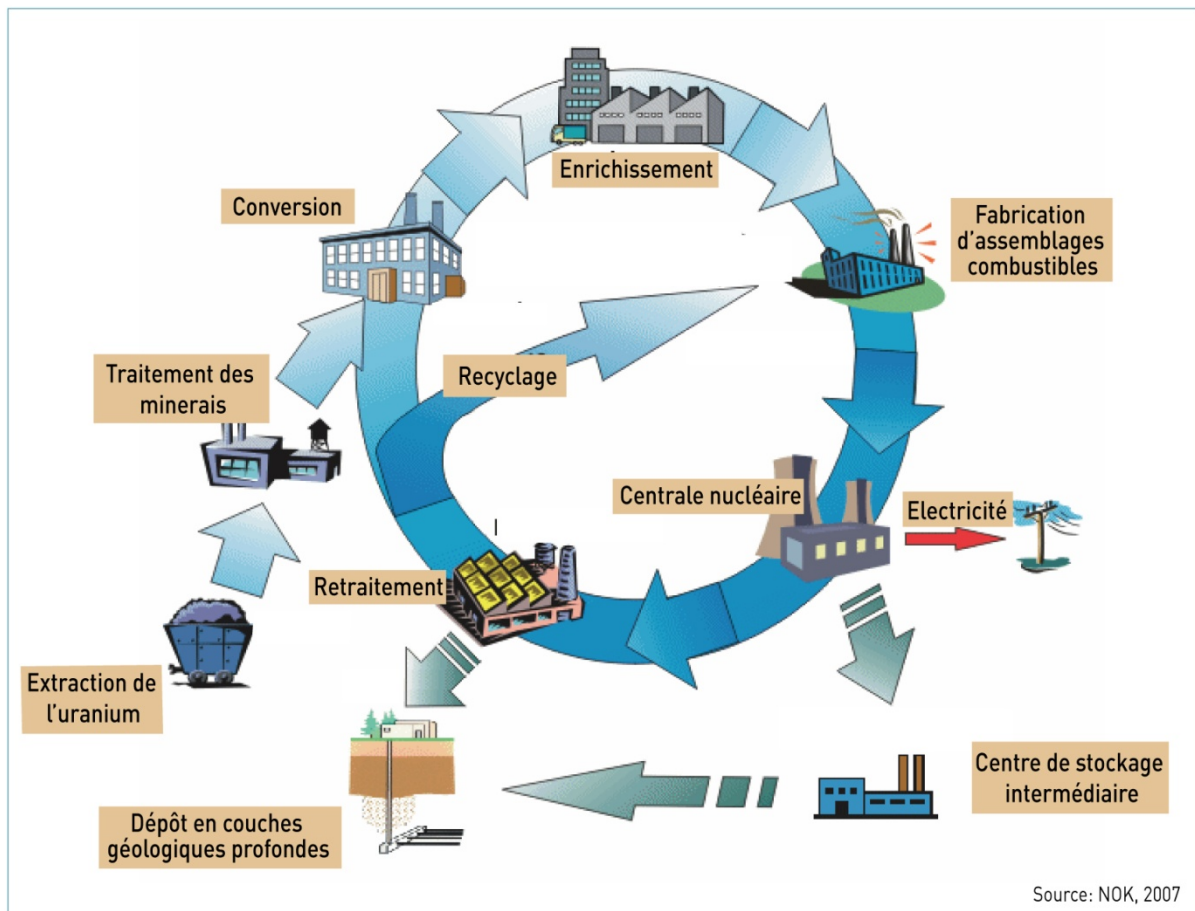 Enrichissement
Conversion
Fabrication
d'assemblages
combustibles
Traitement des
minerais
Recyclage
Centrale nucléaire
Electricité
Retraitement
Extraction de
l'uranium
Centre de stockage
intermédiaire
Dépôt en couches
géologiques profondes
Source: NOK, 2007